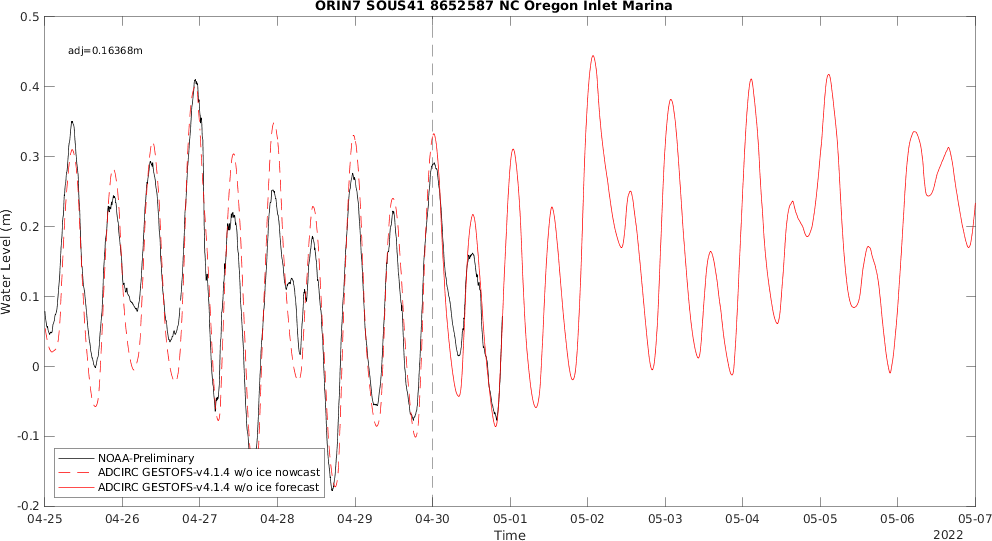 ORIN7 SOUS41 8652587 NC Oregon Inlet Marina
adj=0.16368m
Water Level (m)
0.5
0.4
0.3
0.2
0.1
0
-0.1
-0.2
NOAA-Preliminary
ADCIRC GESTOFS-v4.1.4 w/o ice nowcast
ADCIRC GESTOFS-v4.1.4 w/o ice forecast
04-25 04-26 04-27 04-28 04-29 04-30 05-01 05-02 05-03 05-04 05-05 05-06 05-07
Time
2022